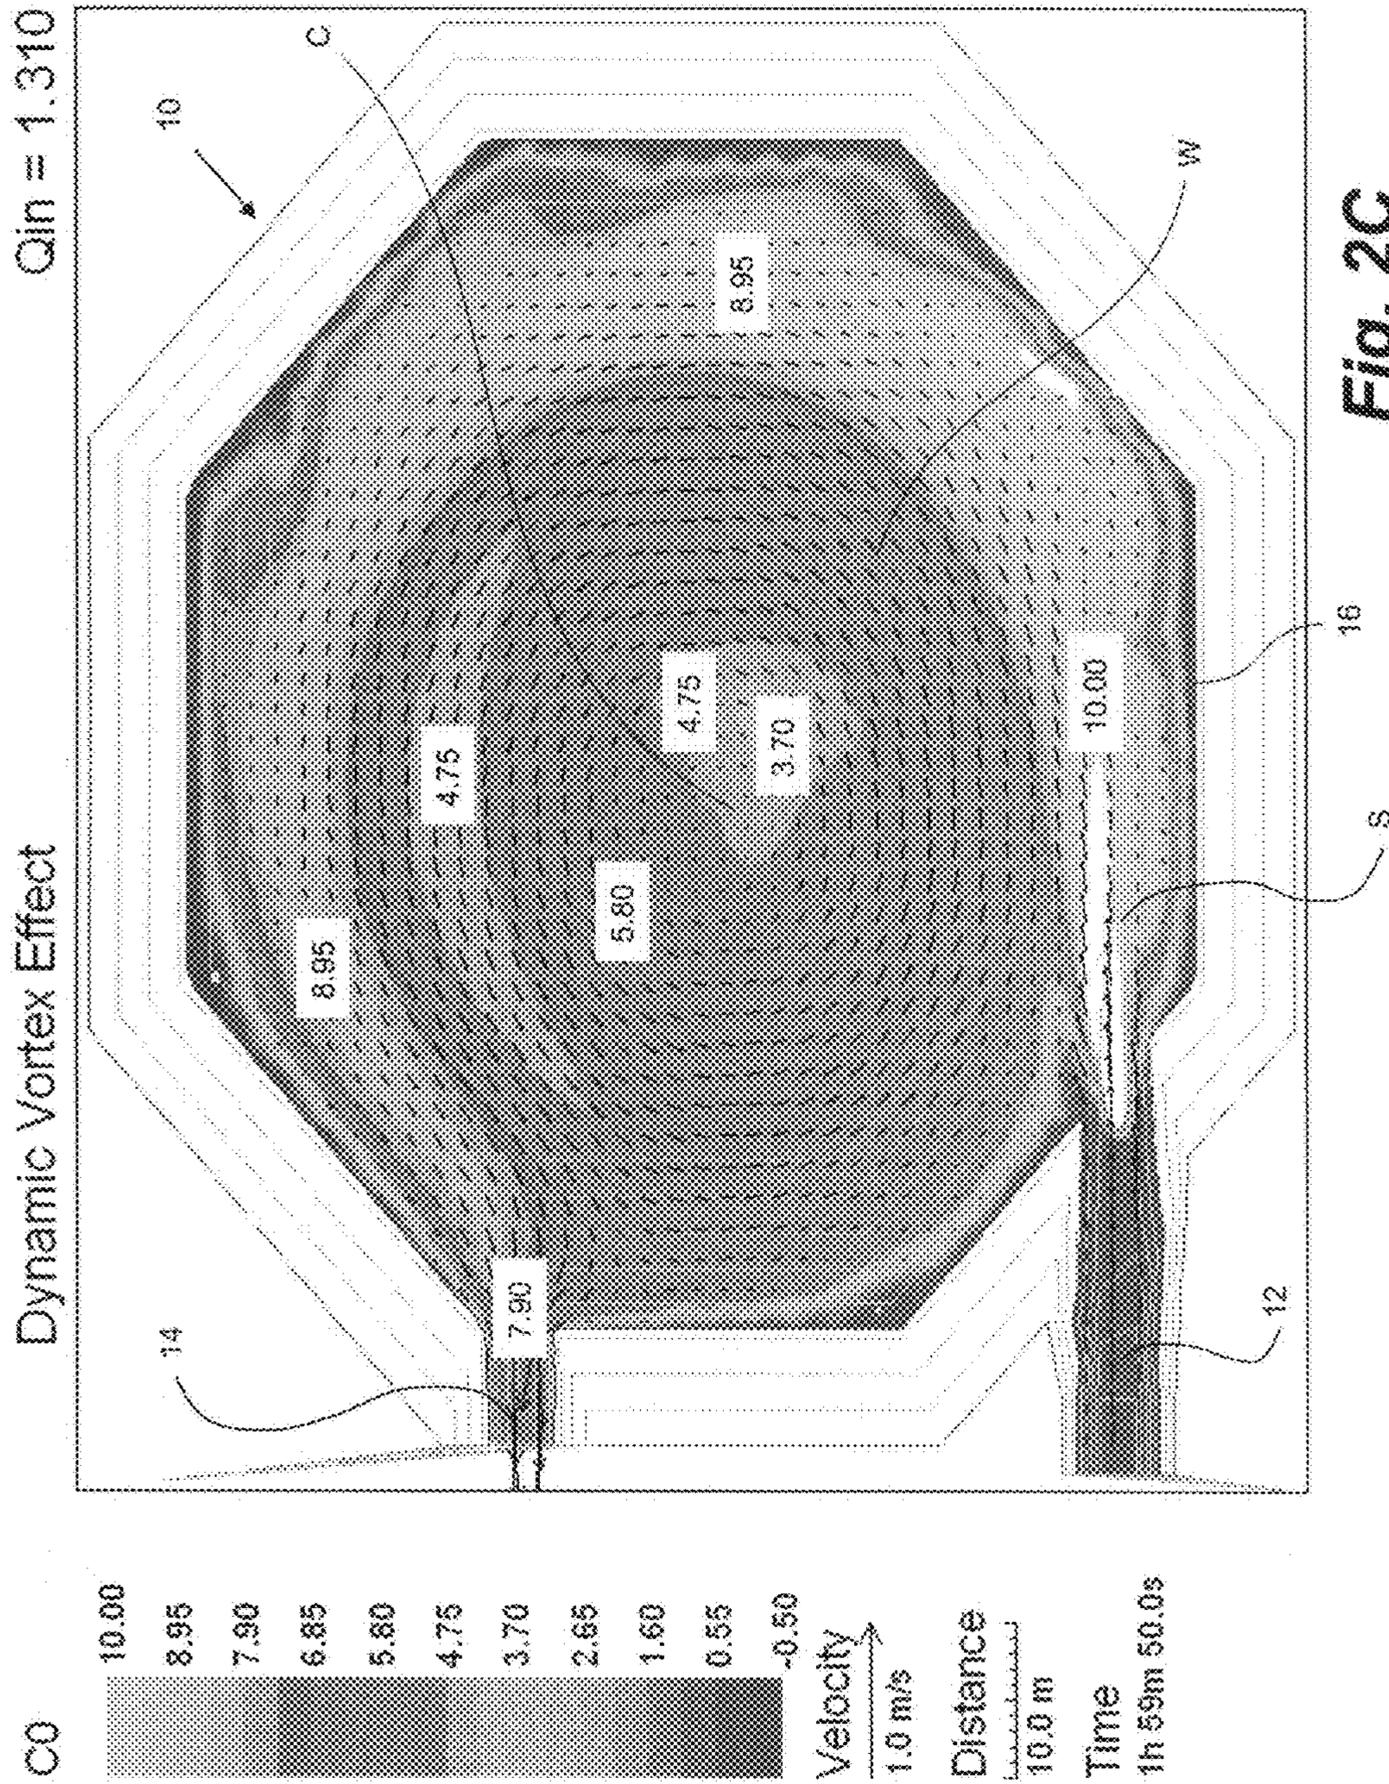 Dynamic Vortex Effect
Qin = 1.310
C0
10.00
8.95
7.90
6.85
5.80
4.75
3.70
2.65
1.60
0.55
-0.50
Velocity
1.0 m/s
Distance
10.0 m
Time
1h 59m 50.0s
14
10
C
8.95
4.75
7.90
5.80
4.75
3.70
8.95
10.00
W
12
S
16
Fig. 2C